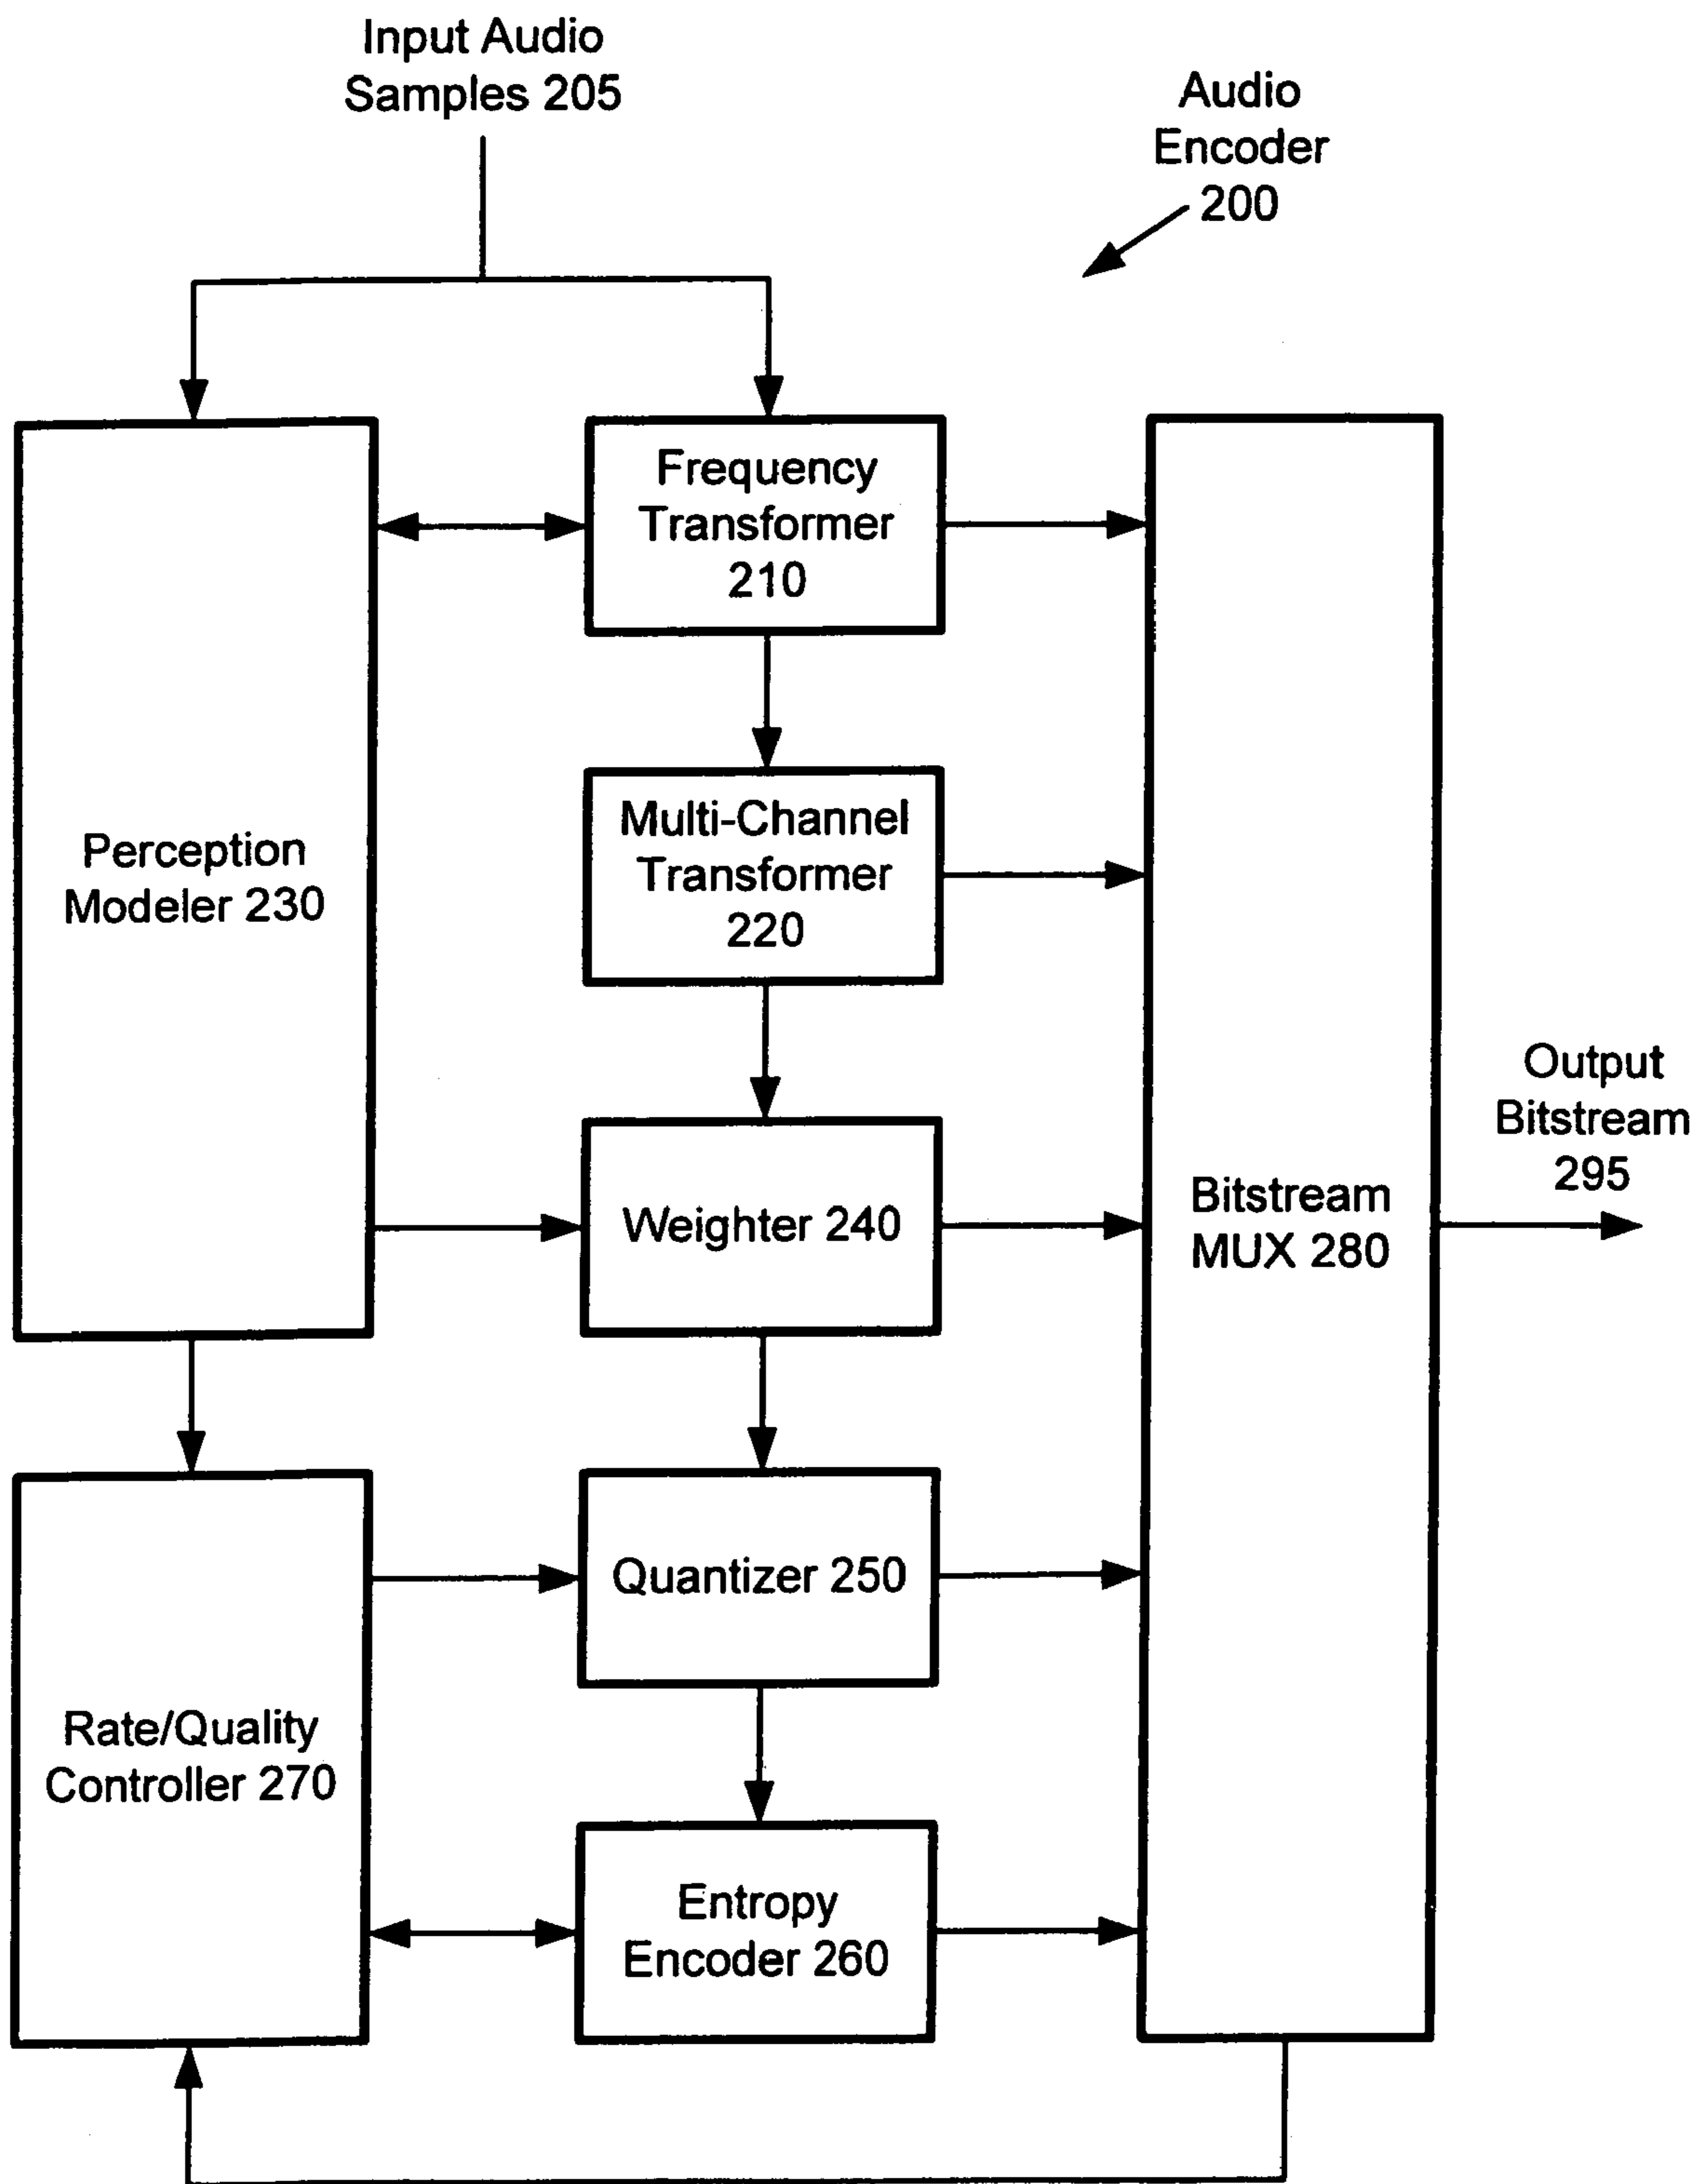 Input Audio
Samples 205
Audio
Encoder
200
Frequency
Transformer
210
Perception
Modeler 230
Multi-Channel
Transformer
220
Weighter 240
Bitstream
MUX 280
Output
Bitstream
295
Quantizer 250
Rate/Quality
Controller 270
Entropy
Encoder 260